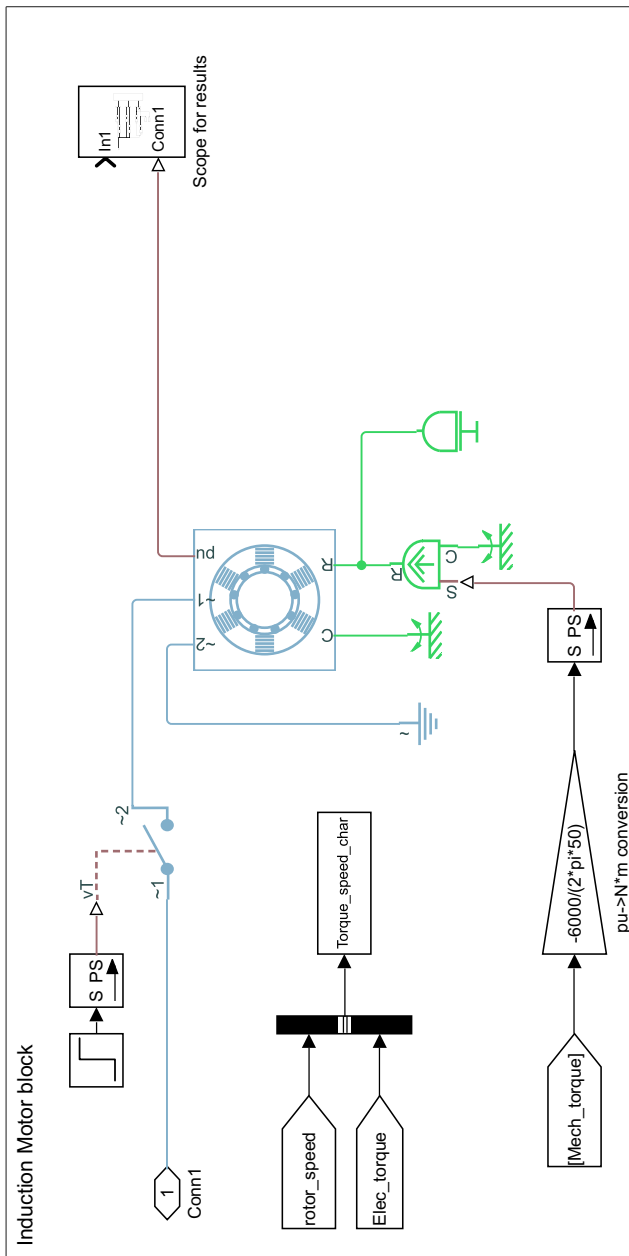 Induction Motor block
1
Conn1
S PS
vT
~1
~2
~2
~1
pu
C
R
~
In1
Conn1
Scope for results
rotor_speed
Elec_torque
Torque_speed_char
[Mech_torque]
-6000/(2*pi*50)
pu->N*m conversion
S PS
S
R
C